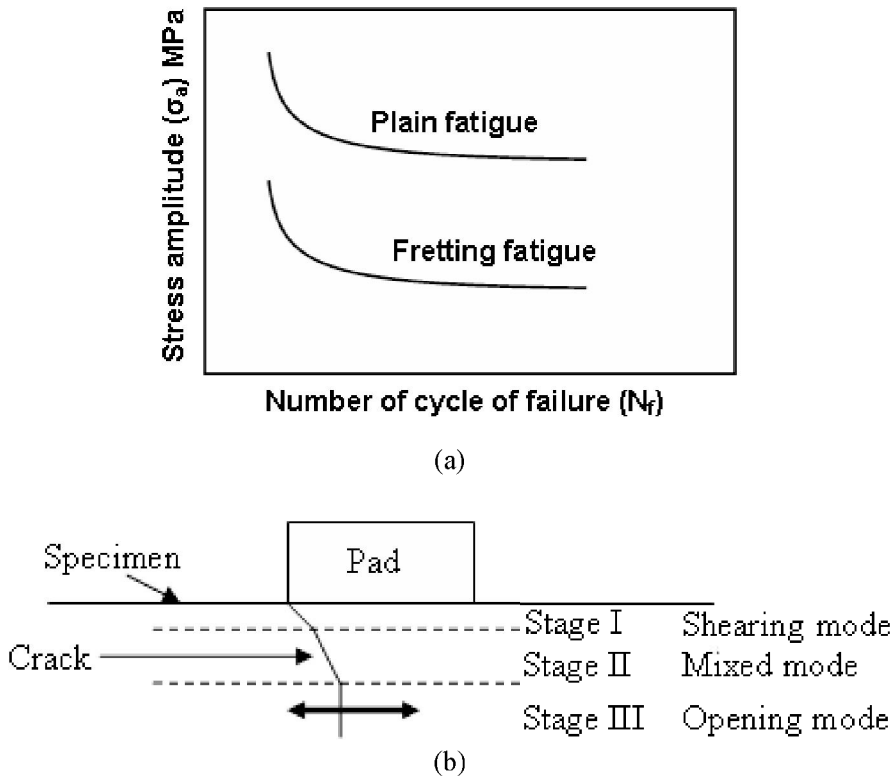 Stress amplitude (σa) MPa
Plain fatigue
Fretting fatigue
Number of cycle of failure (Nf)
(a)
Specimen
Pad
Crack
Stage I Shearing mode
Stage II Mixed mode
Stage III Opening mode
(b)